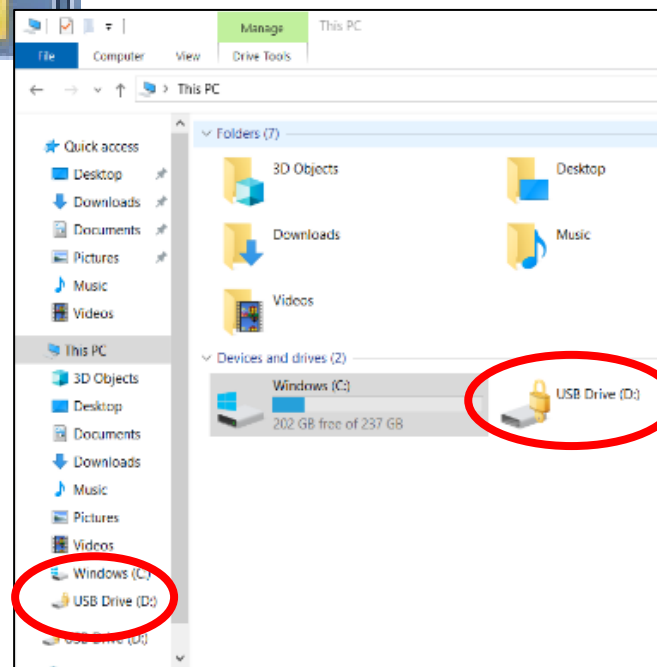 Manage This PC
File Computer View Drive Tools
This PC
Quick access
Desktop
Downloads
Documents
Pictures
Music
Videos
This PC
3D Objects
Desktop
Documents
Downloads
Music
Pictures
Videos
Windows (C:)
USB Drive (D:)
USB Drive (D:)
Folders (7)
3D Objects Desktop
Downloads Music
Videos
Devices and drives (2)
Windows (C:)
202 GB free of 237 GB
USB Drive (D:)